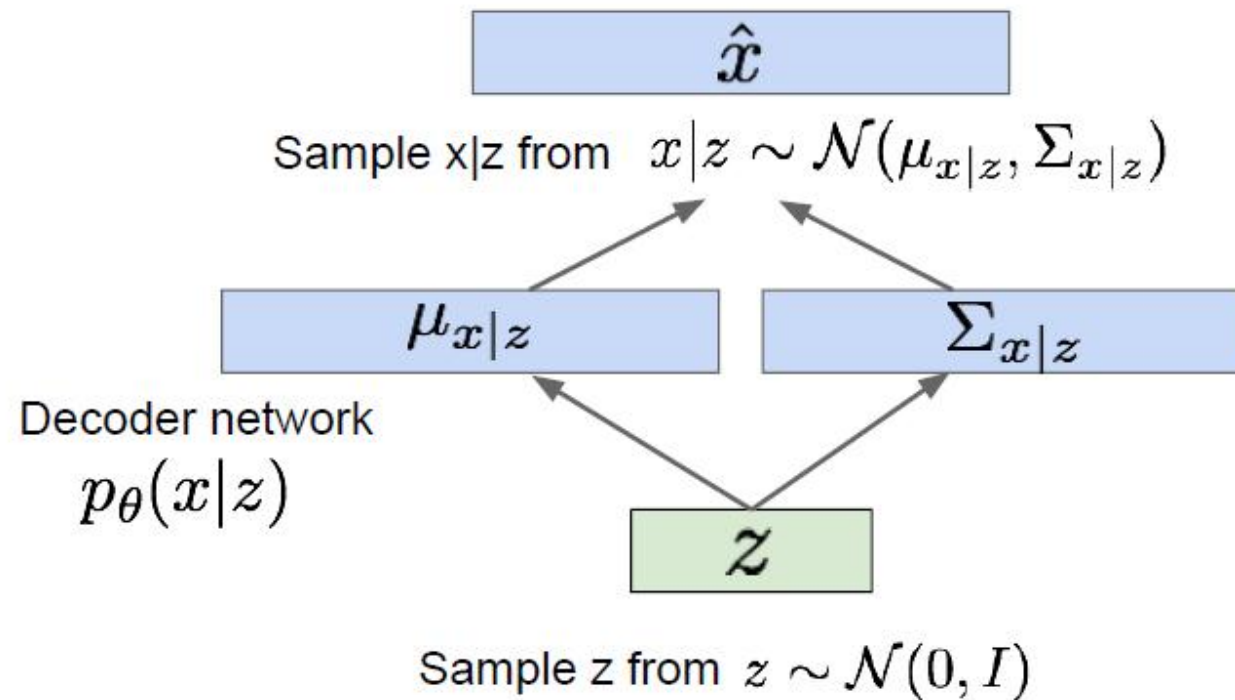 x̂
Sample x|z from x|z ∼ 𝒩(μ_{x|z}, Σ_{x|z})
μ_{x|z}
Σ_{x|z}
Decoder network
p_θ(x|z)
z
Sample z from z ∼ 𝒩(0, I)